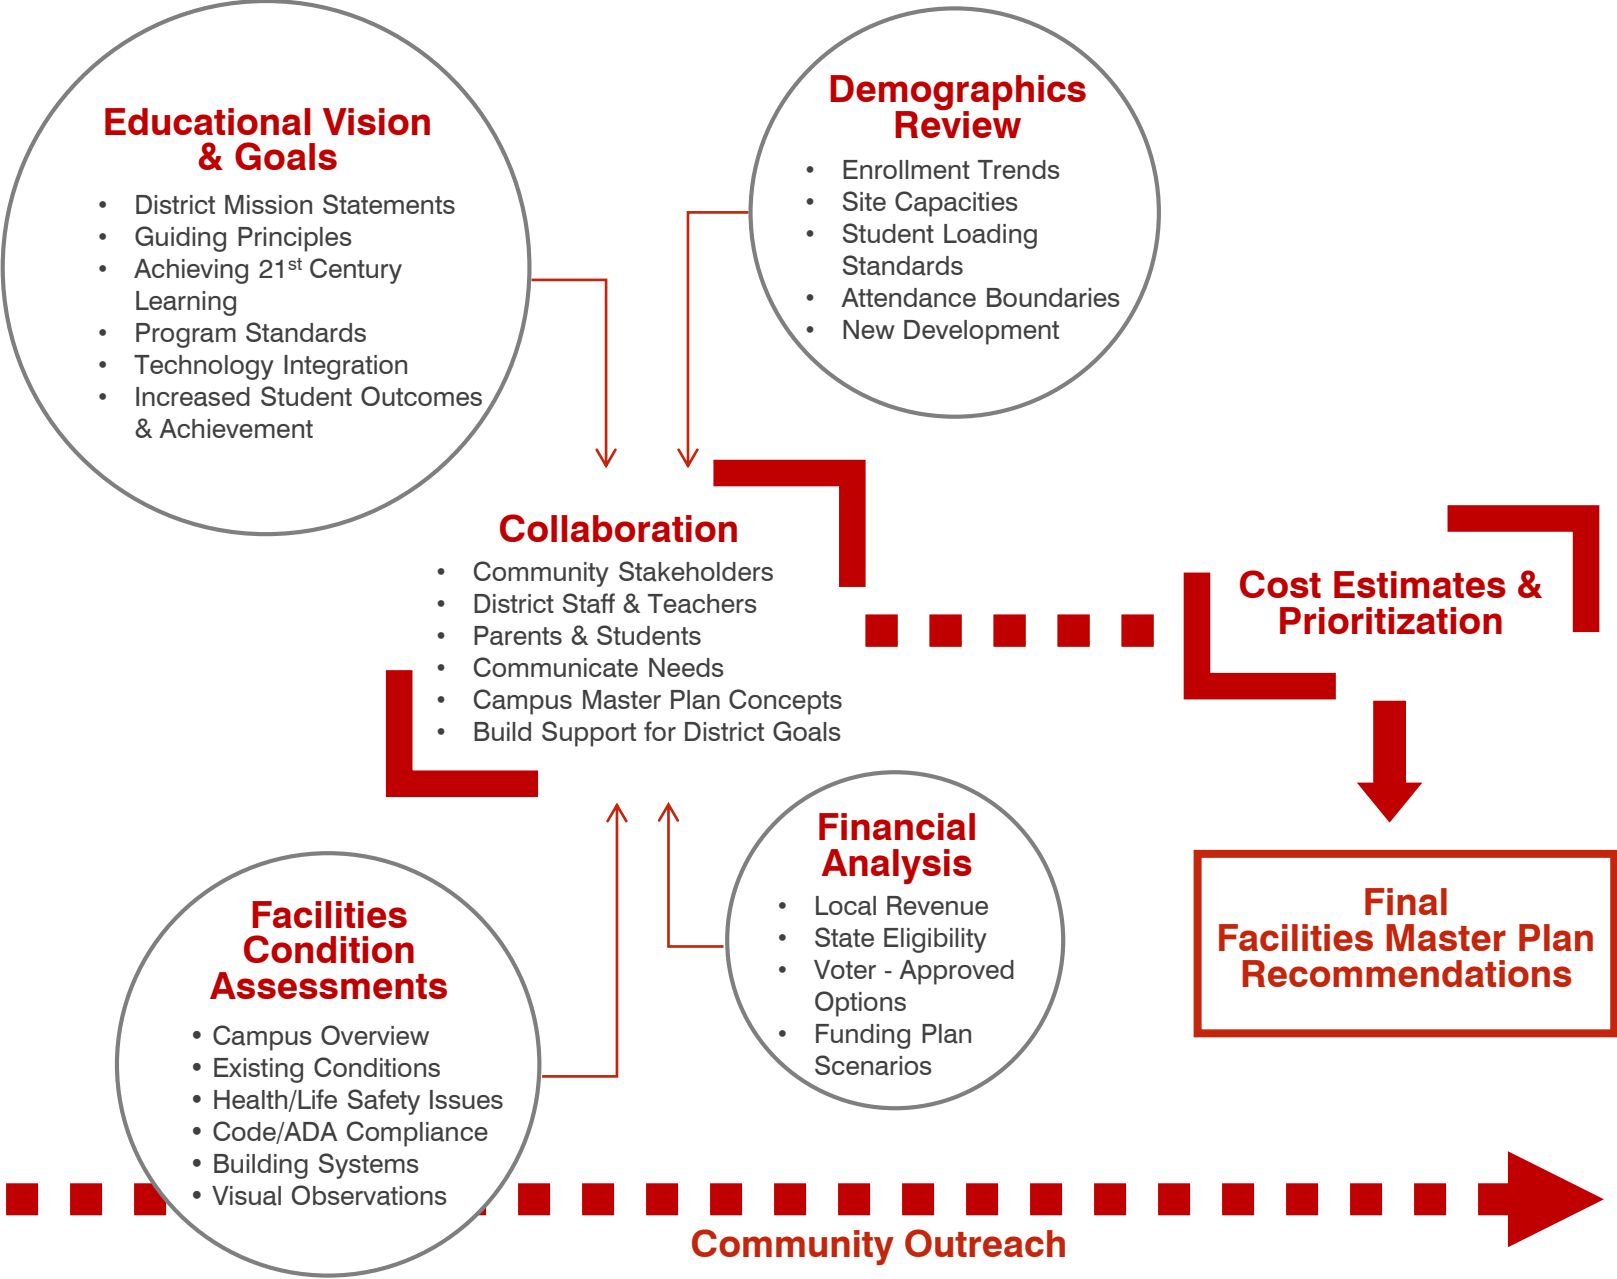 Educational Vision
& Goals
• District Mission Statements
• Guiding Principles
• Achieving 21st Century
Learning
• Program Standards
• Technology Integration
• Increased Student Outcomes
& Achievement
Demographics
Review
• Enrollment Trends
• Site Capacities
• Student Loading
Standards
• Attendance Boundaries
• New Development
Collaboration
• Community Stakeholders
• District Staff & Teachers
• Parents & Students
• Communicate Needs
• Campus Master Plan Concepts
• Build Support for District Goals
Cost Estimates &
Prioritization
Facilities
Condition
Assessments
• Campus Overview
• Existing Conditions
• Health/Life Safety Issues
• Code/ADA Compliance
• Building Systems
• Visual Observations
Financial
Analysis
• Local Revenue
• State Eligibility
• Voter - Approved
Options
• Funding Plan
Scenarios
Final
Facilities Master Plan
Recommendations
Community Outreach